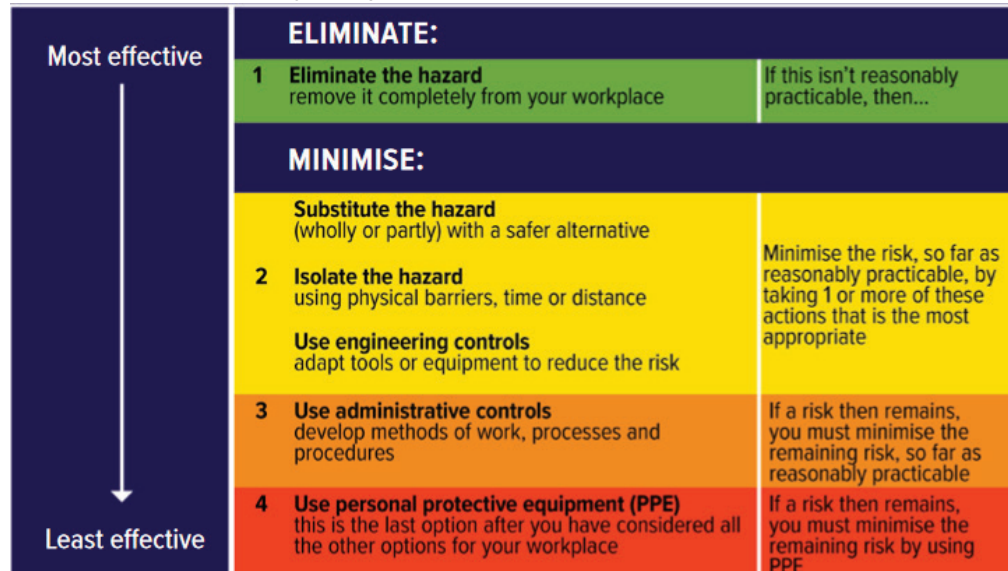 Most effective
Least effective
ELIMINATE:
1 Eliminate the hazard
remove it completely from your workplace
If this isn't reasonably
practicable, then...
MINIMISE:
Substitute the hazard
(wholly or partly) with a safer alternative
2 Isolate the hazard
using physical barriers, time or distance
Use engineering controls
adapt tools or equipment to reduce the risk
Minimise the risk, so far as
reasonably practicable, by
taking 1 or more of these
actions that is the most
appropriate
3 Use administrative controls
develop methods of work, processes and
procedures
If a risk then remains,
you must minimise the
remaining risk, so far as
reasonably practicable
4 Use personal protective equipment (PPE)
this is the last option after you have considered all
the other options for your workplace
If a risk then remains,
you must minimise the
remaining risk by using
PPE